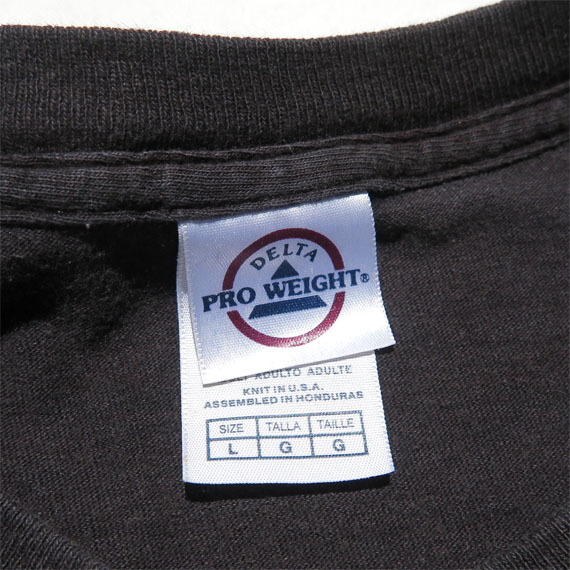 DELTA
PRO WEIGHT®
ADULTO ADULTE
KNIT IN U.S.A.
ASSEMBLED IN HONDURAS
SIZE TALLA TAILLE
L G G